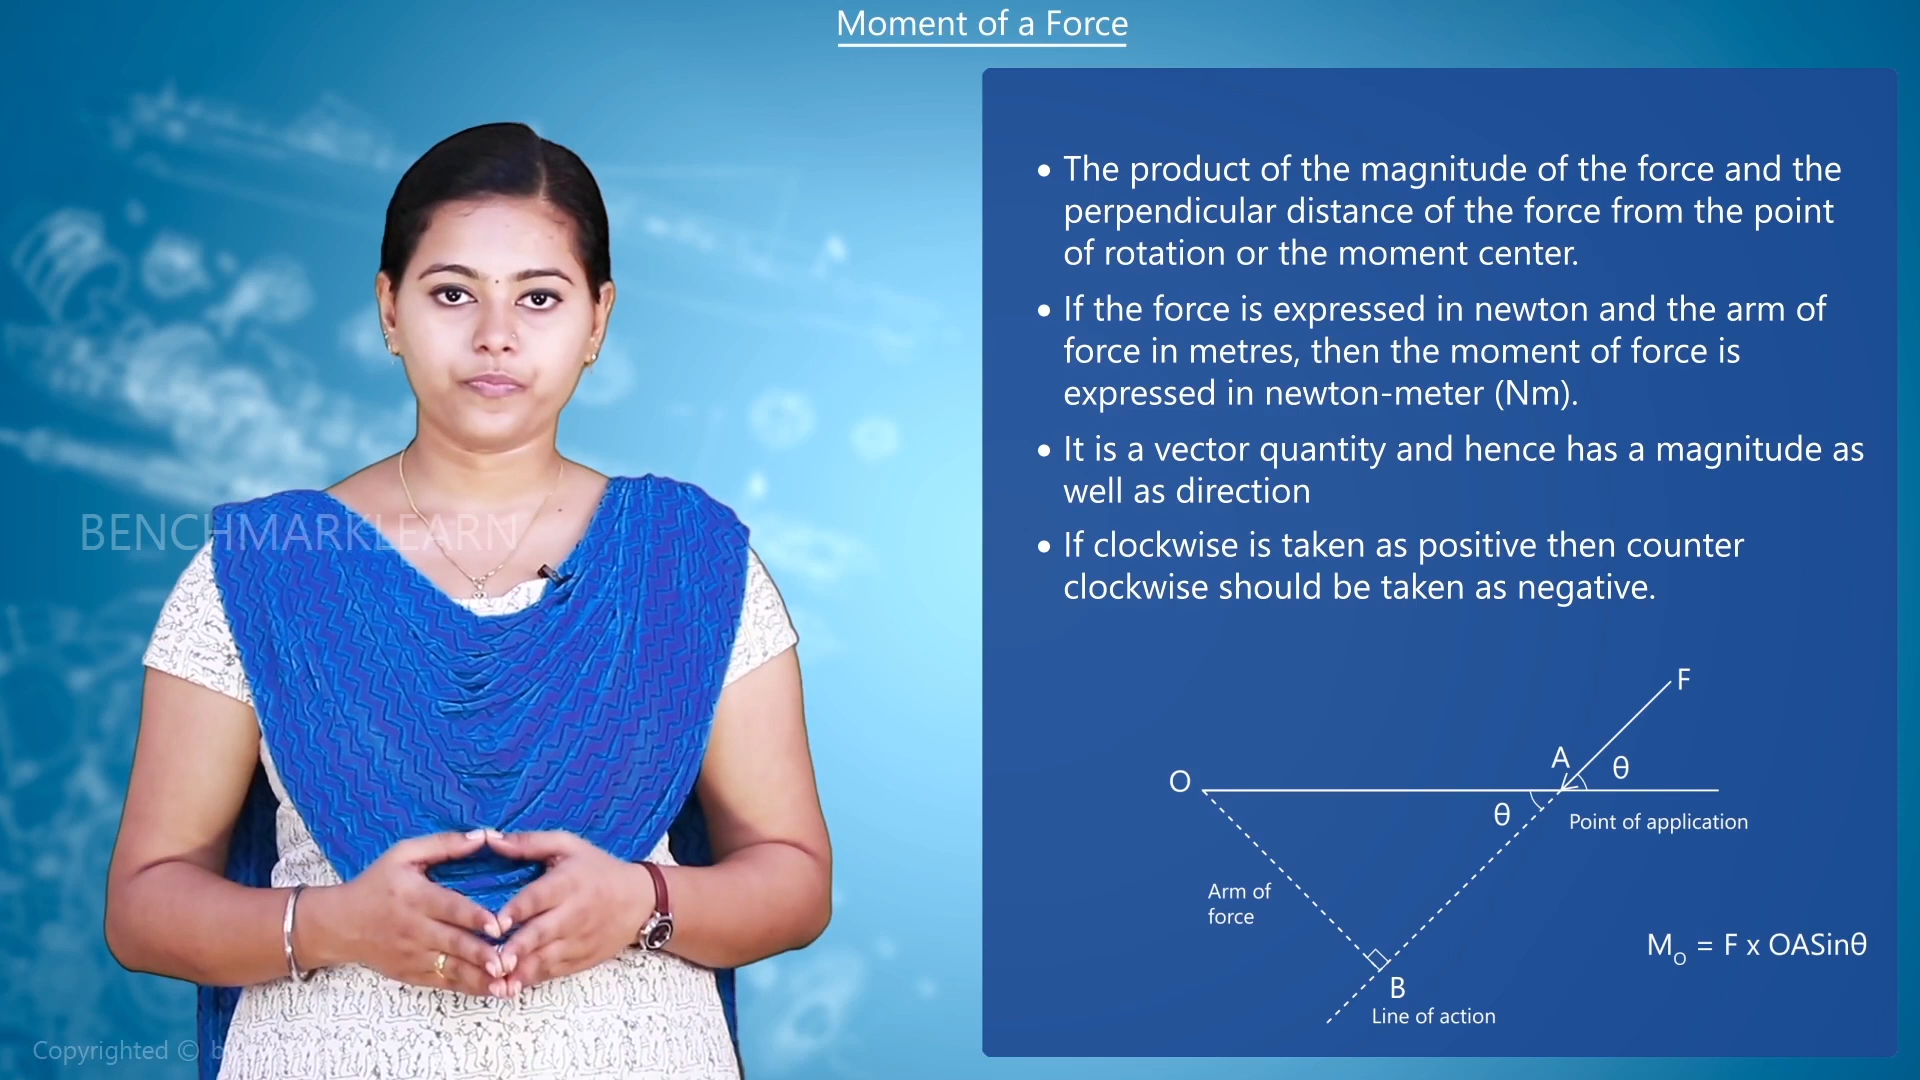 Moment of a Force
• The product of the magnitude of the force and the
perpendicular distance of the force from the point
of rotation or the moment center.
• If the force is expressed in newton and the arm of
force in metres, then the moment of force is
expressed in newton-meter (Nm).
• It is a vector quantity and hence has a magnitude as
well as direction
• If clockwise is taken as positive then counter
clockwise should be taken as negative.
F
A
θ
O
θ
Point of application
Arm of
force
M_O = F x OASinθ
B
Line of action
BENCHMARKLEARN
Copyrighted ©